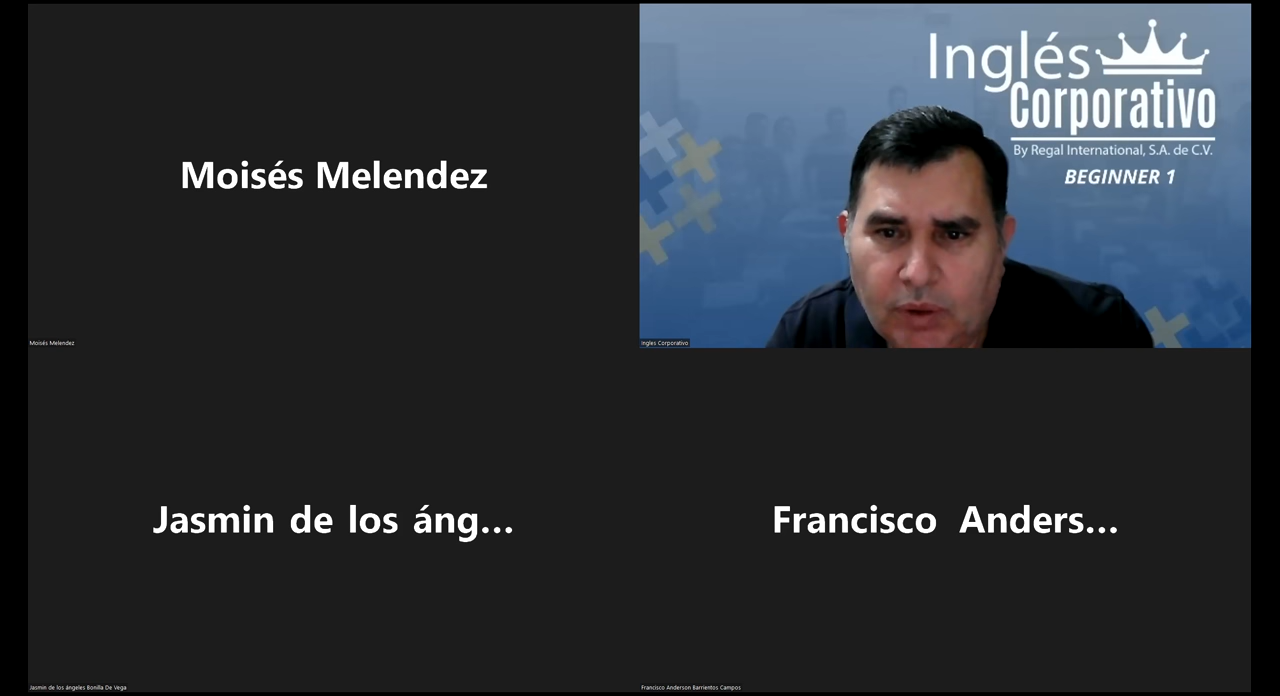 Moisés Melendez
Moisés Melendez
Inglés
Corporativo
By Regal International, S.A. de C.V.
BEGINNER 1
Ingles Corporativo
Jasmin de los áng...
Jasmin de los ángeles Bonilla De Vega
Francisco Anders...
Francisco Anderson Barrientos Campos